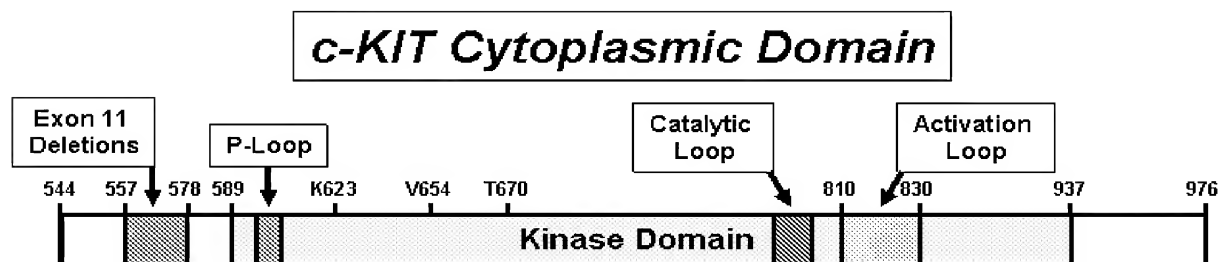 c-KIT Cytoplasmic Domain
Exon 11
Deletions
P-Loop
Catalytic
Loop
Activation
Loop
544 557 578 589 K623 V654 T670 810 830 937 976
Kinase Domain